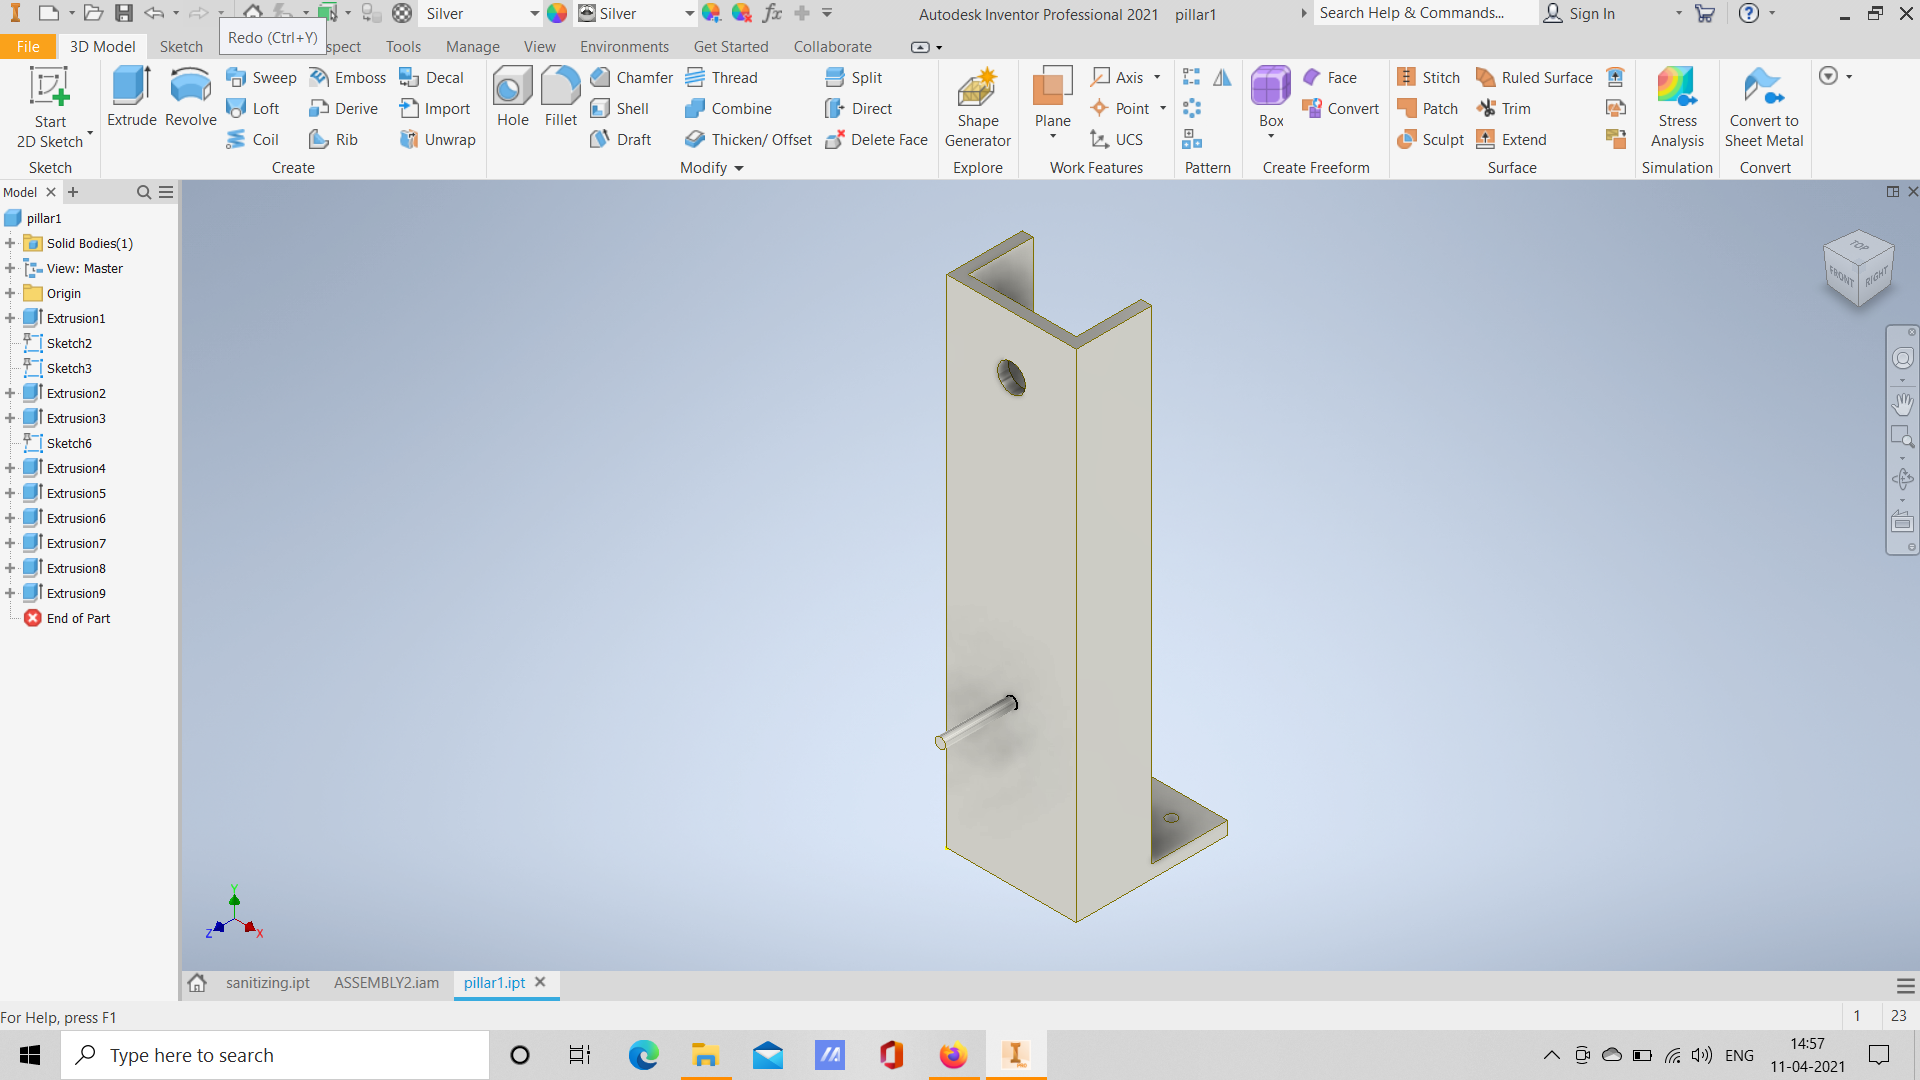 Silver
Silver
Autodesk Inventor Professional 2021 pillar1
Search Help & Commands...
Sign In
File
3D Model
Sketch
Redo (Ctrl+Y)
spect
Tools
Manage
View
Environments
Get Started
Collaborate
Start
2D Sketch
Extrude
Revolve
Sweep
Loft
Coil
Emboss
Derive
Rib
Decal
Import
Unwrap
Hole
Fillet
Chamfer
Shell
Draft
Thread
Combine
Thicken/ Offset
Split
Direct
Delete Face
Shape
Generator
Plane
Axis
Point
UCS
Box
Face
Convert
Stitch
Patch
Sculpt
Ruled Surface
Trim
Extend
Stress
Analysis
Convert to
Sheet Metal
Sketch
Create
Modify
Explore
Work Features
Pattern
Create Freeform
Surface
Simulation
Convert
Model
pillar1
Solid Bodies(1)
View: Master
Origin
Extrusion1
Sketch2
Sketch3
Extrusion2
Extrusion3
Sketch6
Extrusion4
Extrusion5
Extrusion6
Extrusion7
Extrusion8
Extrusion9
End of Part
TOP
FRONT
RIGHT
Y
Z
X
sanitizing.ipt
ASSEMBLY2.iam
pillar1.ipt
For Help, press F1
1
23
Type here to search
ENG
14:57
11-04-2021